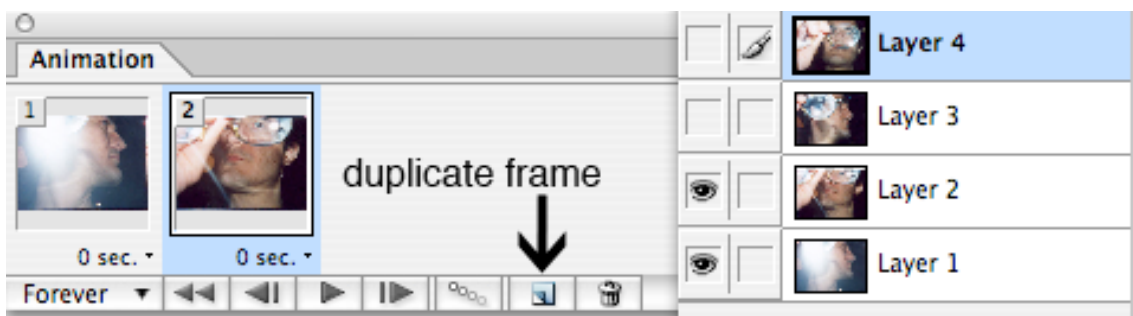 Animation
1
2
duplicate frame
0 sec.
0 sec.
Forever
Layer 4
Layer 3
Layer 2
Layer 1